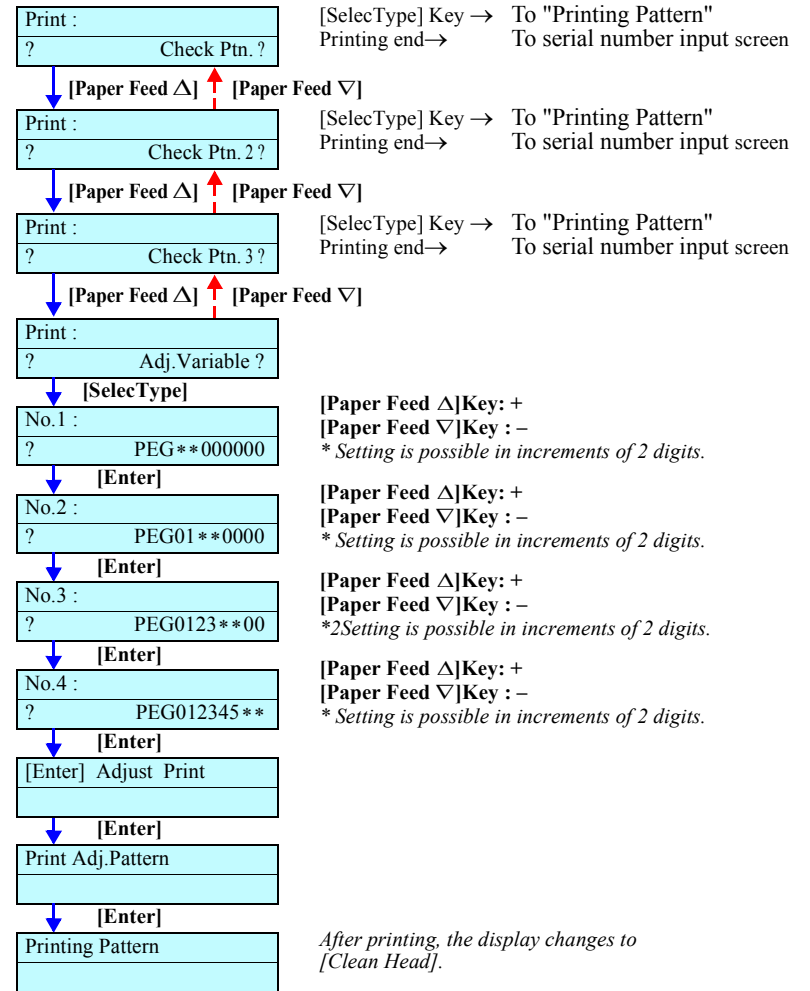 Print :
? Check Ptn. ?
[SelecType] Key → To "Printing Pattern"
Printing end→ To serial number input screen
[Paper Feed Δ] [Paper Feed ∇]
Print :
? Check Ptn. 2?
[SelecType] Key → To "Printing Pattern"
Printing end→ To serial number input screen
[Paper Feed Δ] [Paper Feed ∇]
Print :
? Check Ptn. 3?
[SelecType] Key → To "Printing Pattern"
Printing end→ To serial number input screen
[Paper Feed Δ] [Paper Feed ∇]
Print :
? Adj.Variable ?
[SelecType]
No.1 :
? PEG**000000
[Paper Feed Δ]Key: +
[Paper Feed ∇]Key : –
* Setting is possible in increments of 2 digits.
[Enter]
No.2 :
? PEG01**0000
[Paper Feed Δ]Key: +
[Paper Feed ∇]Key : –
* Setting is possible in increments of 2 digits.
[Enter]
No.3 :
? PEG0123**00
[Paper Feed Δ]Key: +
[Paper Feed ∇]Key : –
*2Setting is possible in increments of 2 digits.
[Enter]
No.4 :
? PEG012345**
[Paper Feed Δ]Key: +
[Paper Feed ∇]Key : –
* Setting is possible in increments of 2 digits.
[Enter]
[Enter] Adjust Print
[Enter]
Print Adj.Pattern
[Enter]
Printing Pattern
After printing, the display changes to
[Clean Head].